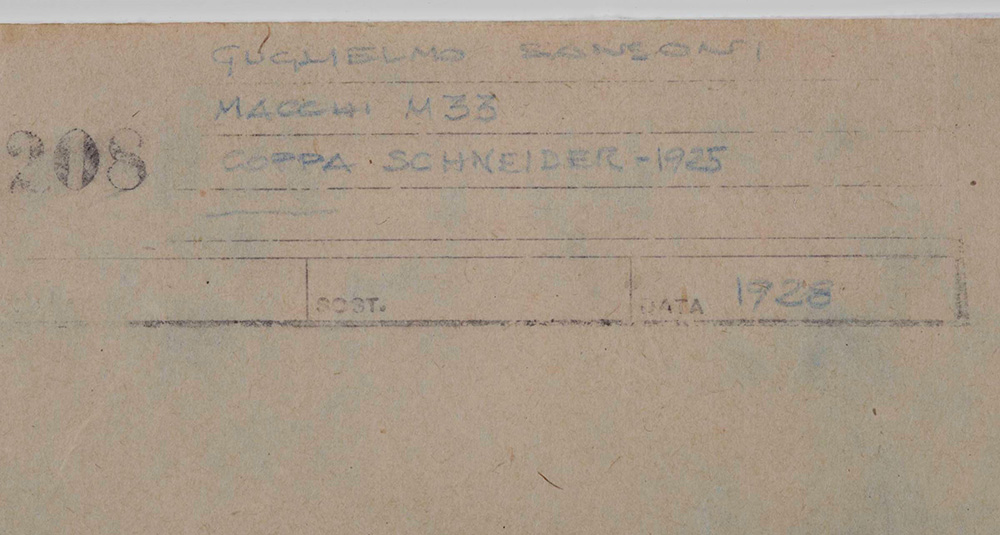 GUGLIELMO SANSONI
MACCHI M33
208
COPPA SCHNEIDER - 1925
SOST.
DATA 1928